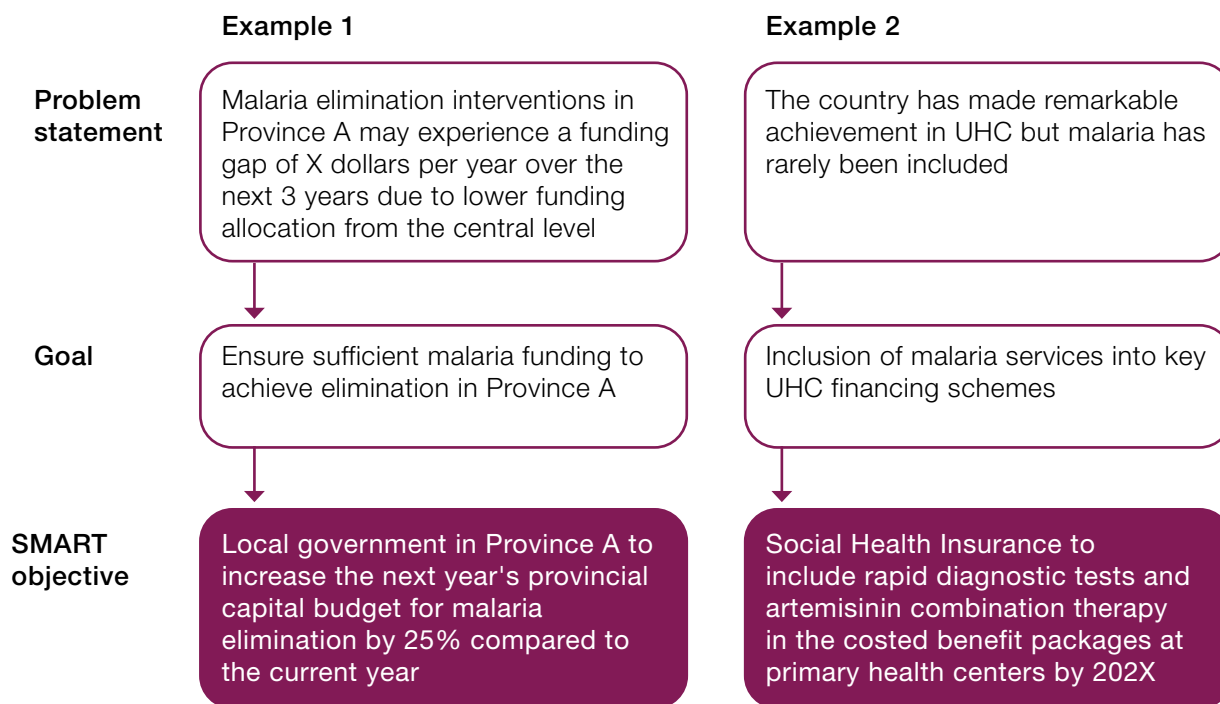 Example 1
Example 2
Problem
statement
Malaria elimination interventions in
Province A may experience a funding
gap of X dollars per year over the
next 3 years due to lower funding
allocation from the central level
The country has made remarkable
achievement in UHC but malaria has
rarely been included
Goal
Ensure sufficient malaria funding to
achieve elimination in Province A
Inclusion of malaria services into key
UHC financing schemes
SMART
objective
Local government in Province A to
increase the next year's provincial
capital budget for malaria
elimination by 25% compared to
the current year
Social Health Insurance to
include rapid diagnostic tests and
artemisinin combination therapy
in the costed benefit packages at
primary health centers by 202X